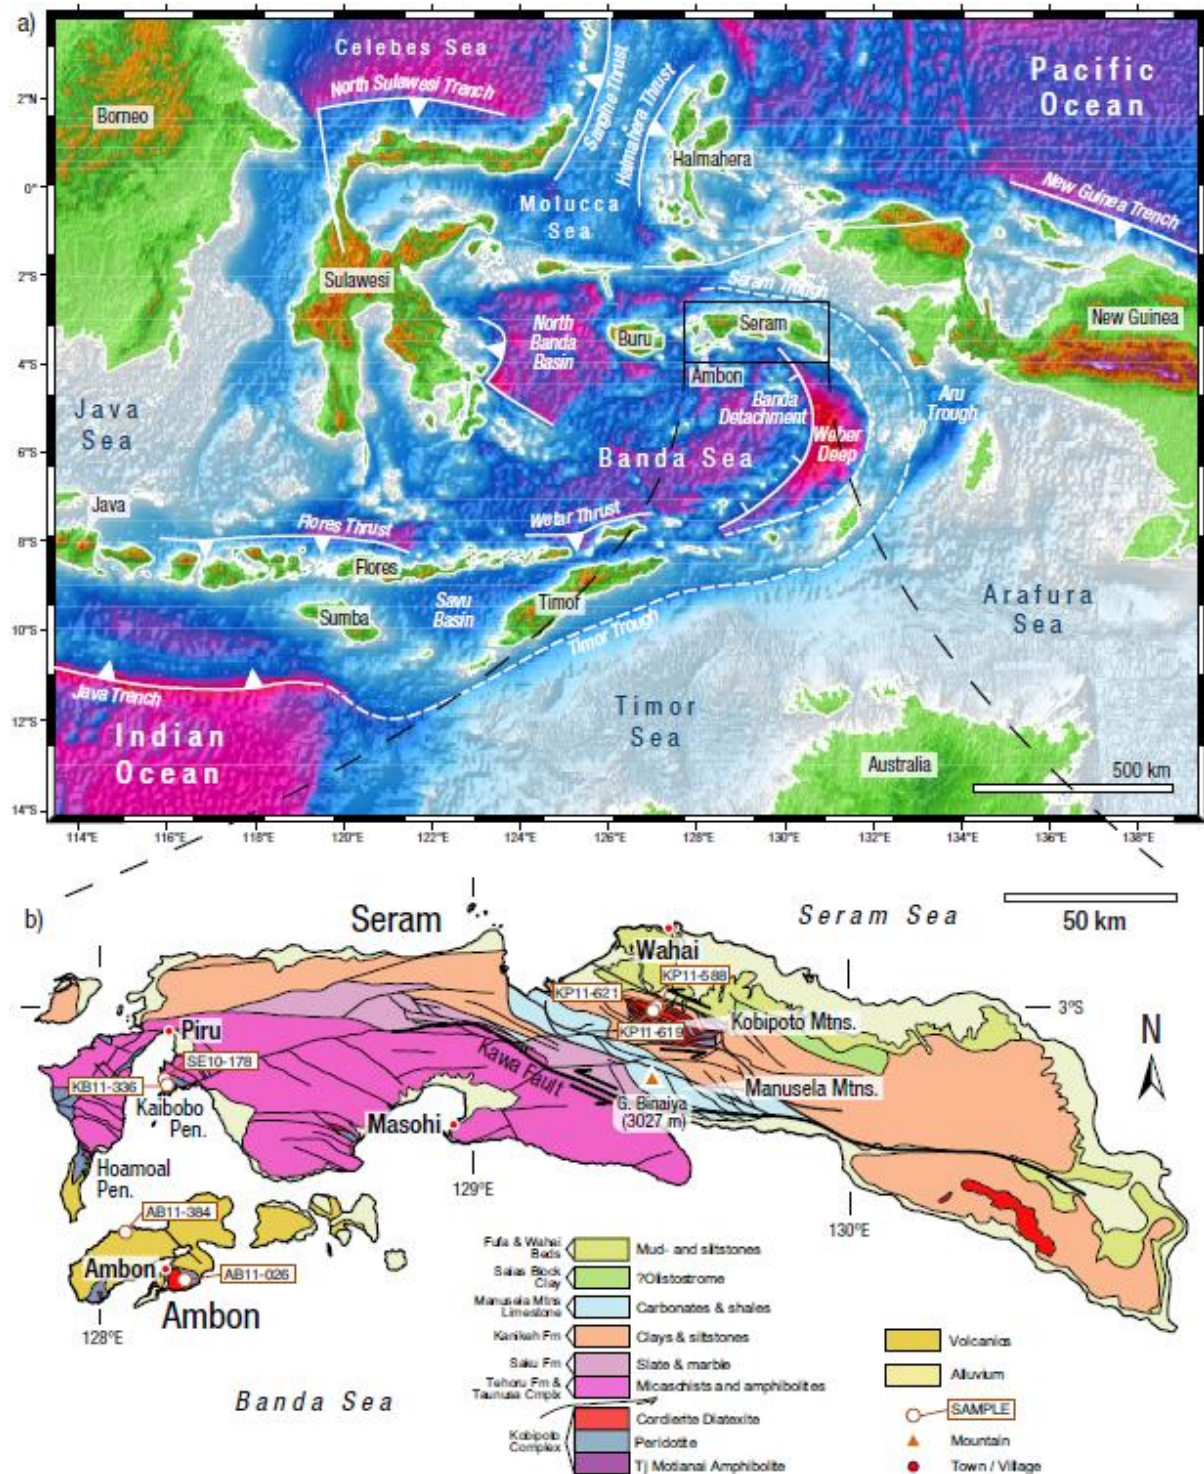 a)
Celebes Sea
North Sulawesi Trench
Sangihe Thrust
Halmahera Thrust
Pacific
Ocean
Borneo
Halmahera
Molucca
Sea
New Guinea Trench
Sulawesi
Seram Trough
North
Banda
Basin
Buru
Seram
New Guinea
Ambon
Java
Sea
Banda
Detachment
Aru
Trough
Weber
Deep
Banda Sea
Java
Flores Thrust
Wetar Thrust
Flores
Sumba
Savu
Basin
Timor
Timor Trough
Arafura
Sea
Java Trench
Indian
Ocean
Timor
Sea
Australia
500 km
2°N
0°
2°S
4°S
6°S
8°S
10°S
12°S
14°S
114°E 116°E 118°E 120°E 122°E 124°E 126°E 128°E 130°E 132°E 134°E 136°E 138°E
b)
Seram
Seram Sea
50 km
Wahai
KP11-588
KP11-621
KP11-619
Kobipoto Mtns.
3°S
N
Piru
SE10-178
KB11-336
Kaibobo
Pen.
Kawa Fault
Manusela Mtns.
G. Binaiya
(3027 m)
Masohi
Hoamoal
Pen.
129°E
130°E
AB11-384
Ambon
AB11-026
Ambon
128°E
Banda Sea
Fufa & Wahai
Beds
Mud- and siltstones
Salas Block
Clay
?Olistostrome
Manusela Mtns
Limestone
Carbonates & shales
Kanikeh Fm
Clays & siltstones
Saku Fm
Slate & marble
Tehoru Fm &
Taunusa Cmplx
Micaschists and amphibolites
Kobipoto
Complex
Cordierite Diatexite
Peridotite
Tj Motianai Amphibolite
Volcanics
Alluvium
SAMPLE
Mountain
Town / Village